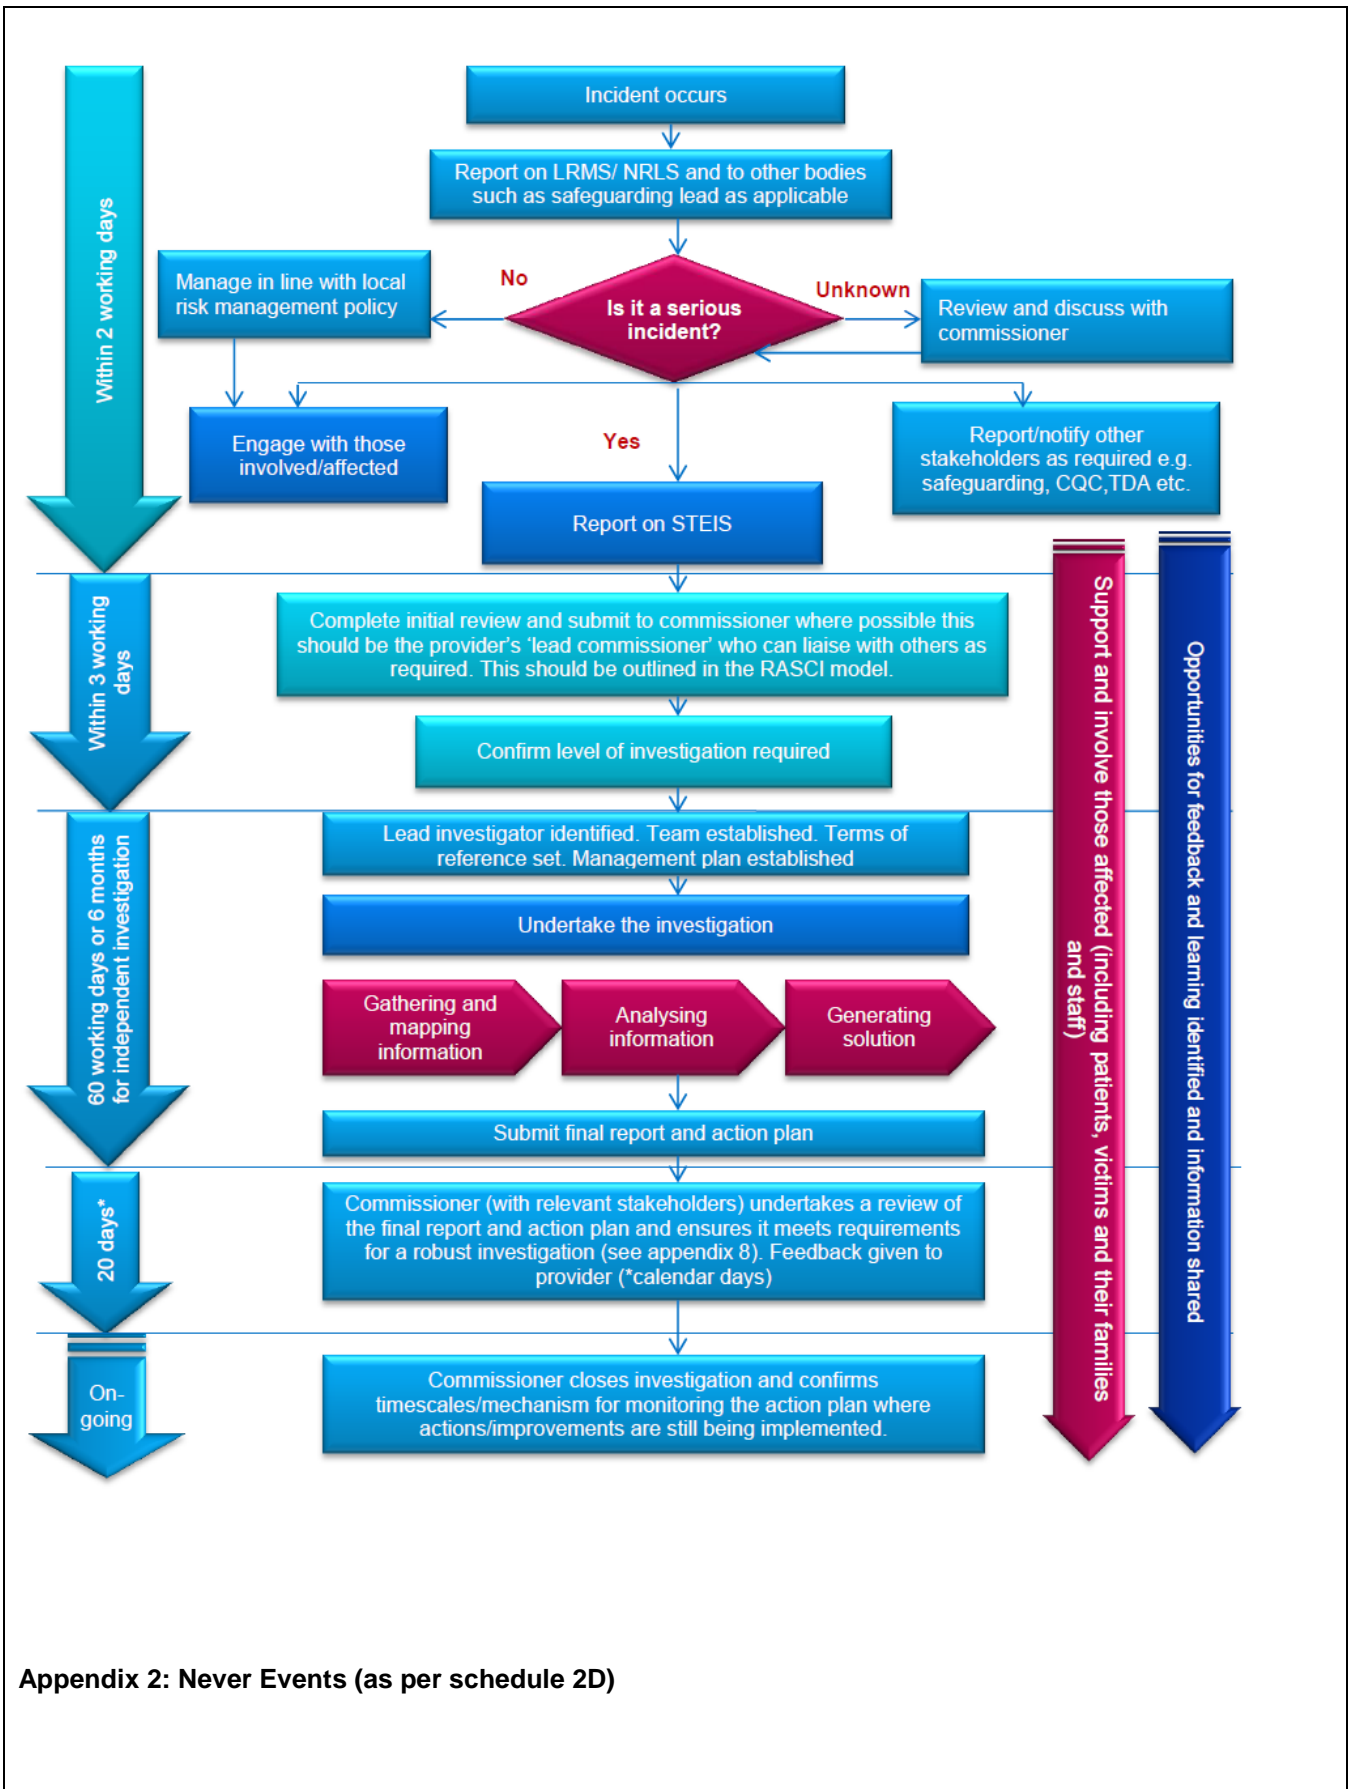 Incident occurs
Report on LRMS/ NRLS and to other bodies
such as safeguarding lead as applicable
Within 2 working days
Manage in line with local
risk management policy
No
Is it a serious
incident?
Unknown
Review and discuss with
commissioner
Engage with those
involved/affected
Yes
Report/notify other
stakeholders as required e.g.
safeguarding, CQC,TDA etc.
Report on STEIS
Within 3 working
days
Complete initial review and submit to commissioner where possible this
should be the provider's ‘lead commissioner’ who can liaise with others as
required. This should be outlined in the RASCI model.
Confirm level of investigation required
Support and involve those affected (including patients, victims and their families
and staff)
Opportunities for feedback and learning identified and information shared
60 working days or 6 months
for independent investigation
Lead investigator identified. Team established. Terms of
reference set. Management plan established
Undertake the investigation
Gathering and
mapping
information
Analysing
information
Generating
solution
Submit final report and action plan
20 days*
Commissioner (with relevant stakeholders) undertakes a review of
the final report and action plan and ensures it meets requirements
for a robust investigation (see appendix 8). Feedback given to
provider (*calendar days)
On-
going
Commissioner closes investigation and confirms
timescales/mechanism for monitoring the action plan where
actions/improvements are still being implemented.
Appendix 2: Never Events (as per schedule 2D)